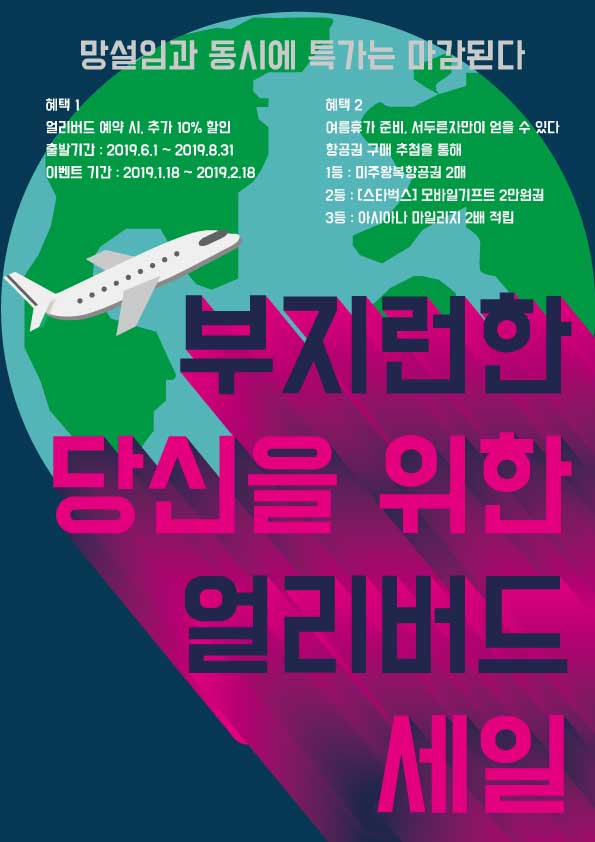 망설임과 동시에 특가는 마감된다
혜택 1
얼리버드 예약 시, 추가 10% 할인
출발기간 : 2019.6.1 ~ 2019.8.31
이벤트 기간 : 2019.1.18 ~ 2019.2.18
혜택 2
여름휴가 준비, 서두른자만이 얻을 수 있다
항공권 구매 추첨을 통해
1등 : 미주왕복항공권 2매
2등 : [스타벅스] 모바일기프트 2만원권
3등 : 아시아나 마일리지 2배 적립
부지런한
당신을 위한
얼리버드
세일